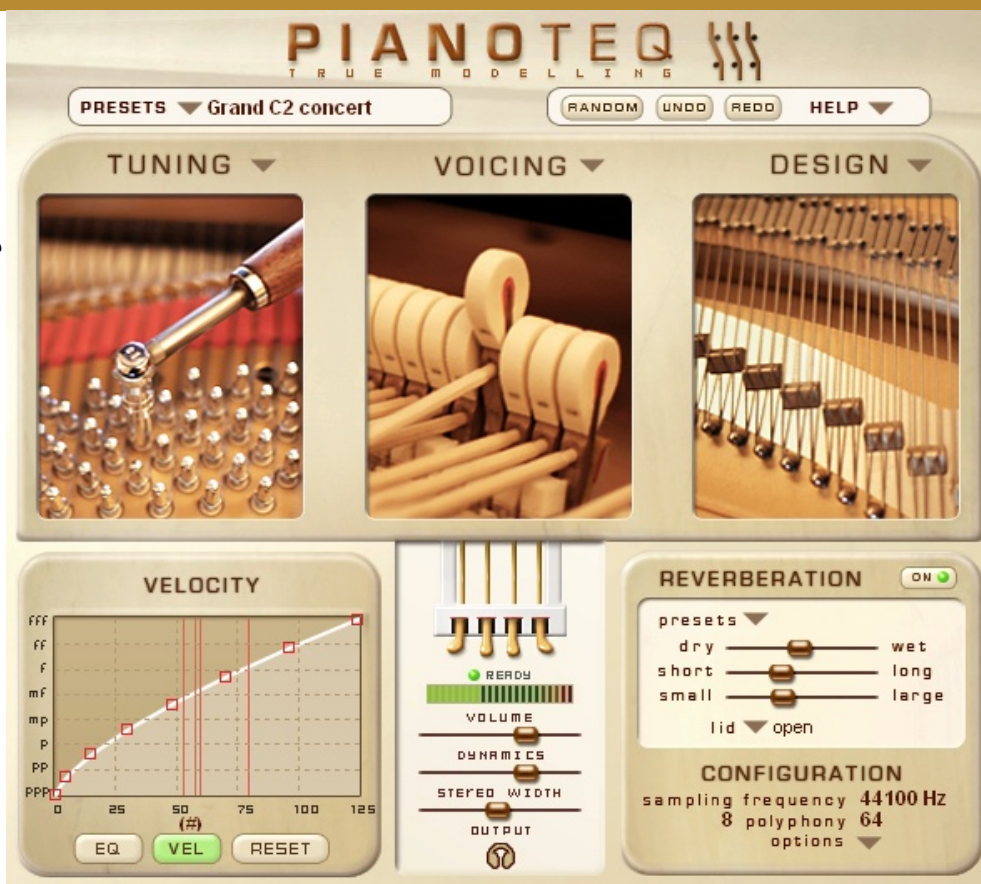 PIANOTEQ
TRUE MODELLING
PRESETS Grand C2 concert
RANDOM UNDO REDO HELP
TUNING VOICING DESIGN
VELOCITY
fff
ff
f
mf
mp
p
pp
ppp
0 25 50 75 100 125
(#)
EQ VEL RESET
READY
VOLUME
DYNAMICS
STEREO WIDTH
OUTPUT
REVERBERATION ON
presets
dry wet
short long
small large
lid open
CONFIGURATION
sampling frequency 44100 Hz
8 polyphony 64
options